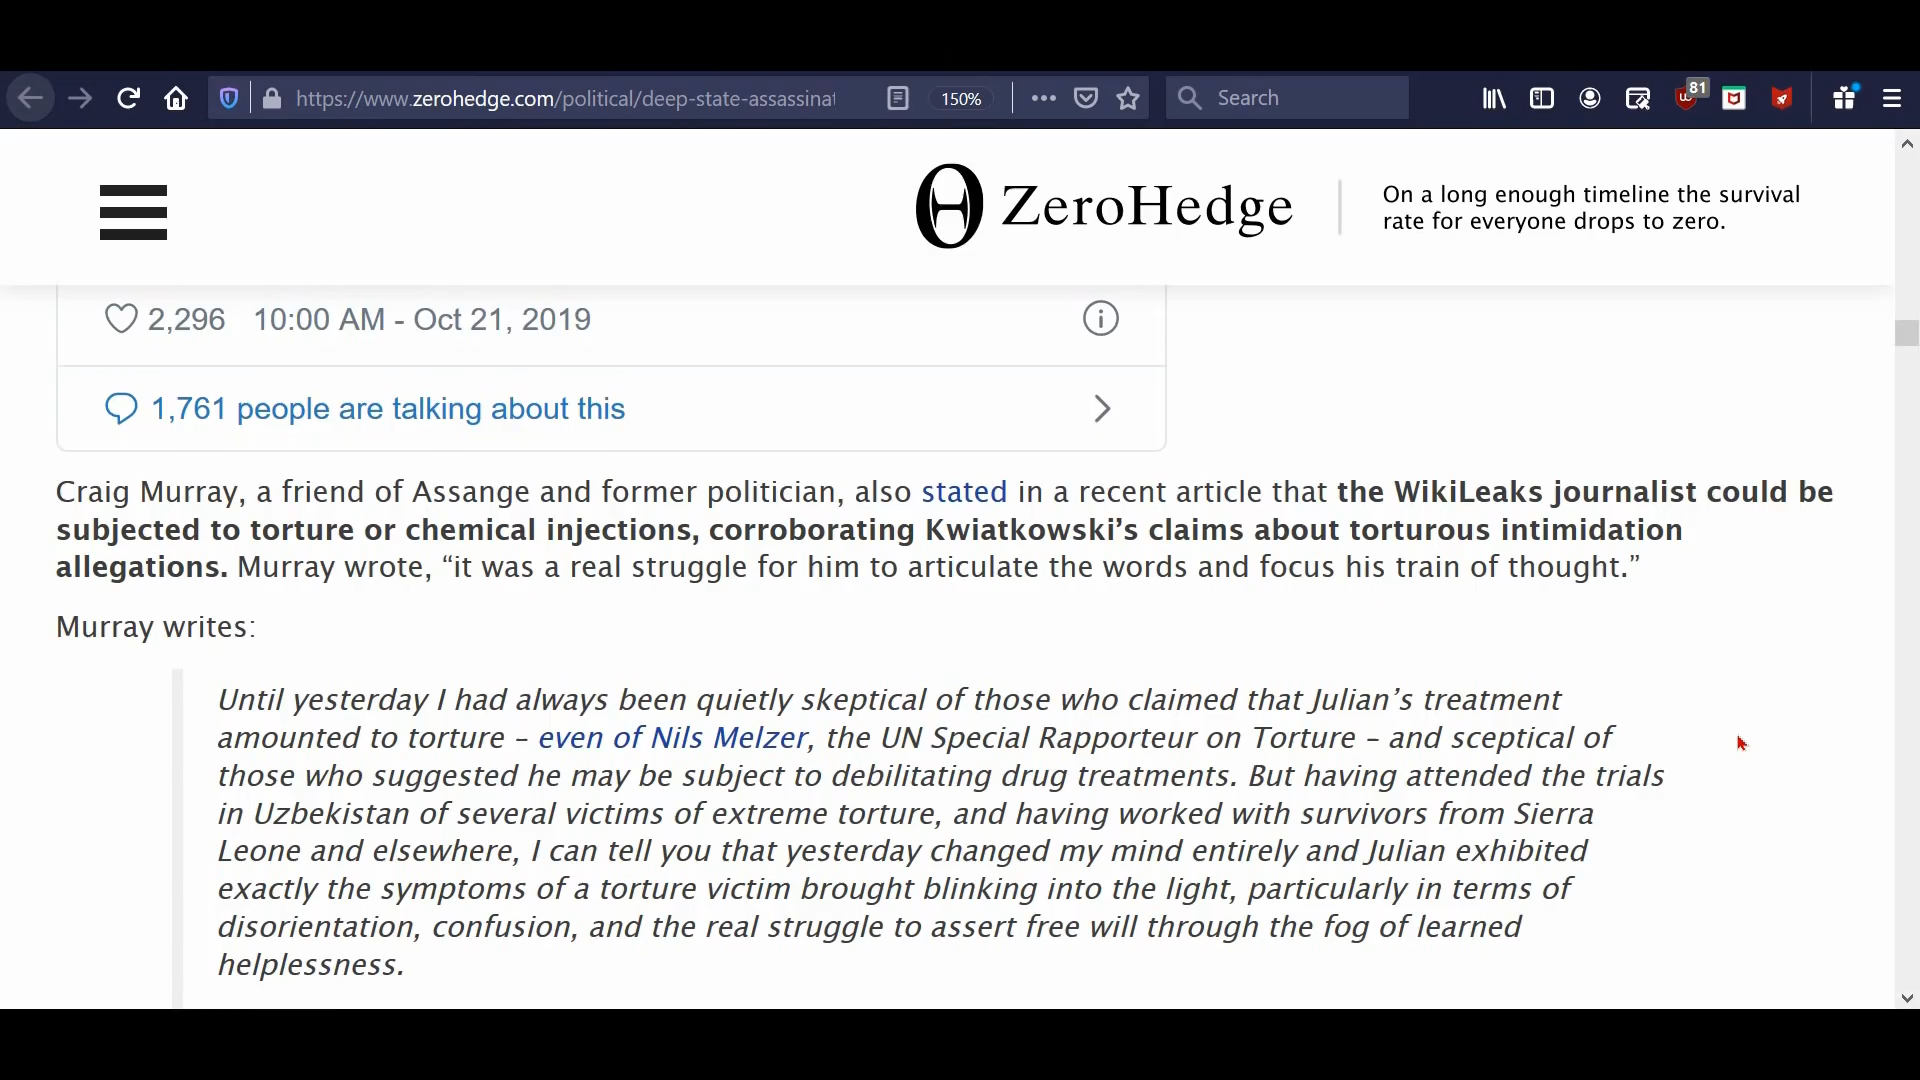 https://www.zerohedge.com/political/deep-state-assassinat
150%
Search
81
ZeroHedge
On a long enough timeline the survival
rate for everyone drops to zero.
2,296 10:00 AM - Oct 21, 2019
1,761 people are talking about this
Craig Murray, a friend of Assange and former politician, also stated in a recent article that the WikiLeaks journalist could be
subjected to torture or chemical injections, corroborating Kwiatkowski’s claims about torturous intimidation
allegations. Murray wrote, “it was a real struggle for him to articulate the words and focus his train of thought.”
Murray writes:
Until yesterday I had always been quietly skeptical of those who claimed that Julian’s treatment
amounted to torture – even of Nils Melzer, the UN Special Rapporteur on Torture – and sceptical of
those who suggested he may be subject to debilitating drug treatments. But having attended the trials
in Uzbekistan of several victims of extreme torture, and having worked with survivors from Sierra
Leone and elsewhere, I can tell you that yesterday changed my mind entirely and Julian exhibited
exactly the symptoms of a torture victim brought blinking into the light, particularly in terms of
disorientation, confusion, and the real struggle to assert free will through the fog of learned
helplessness.